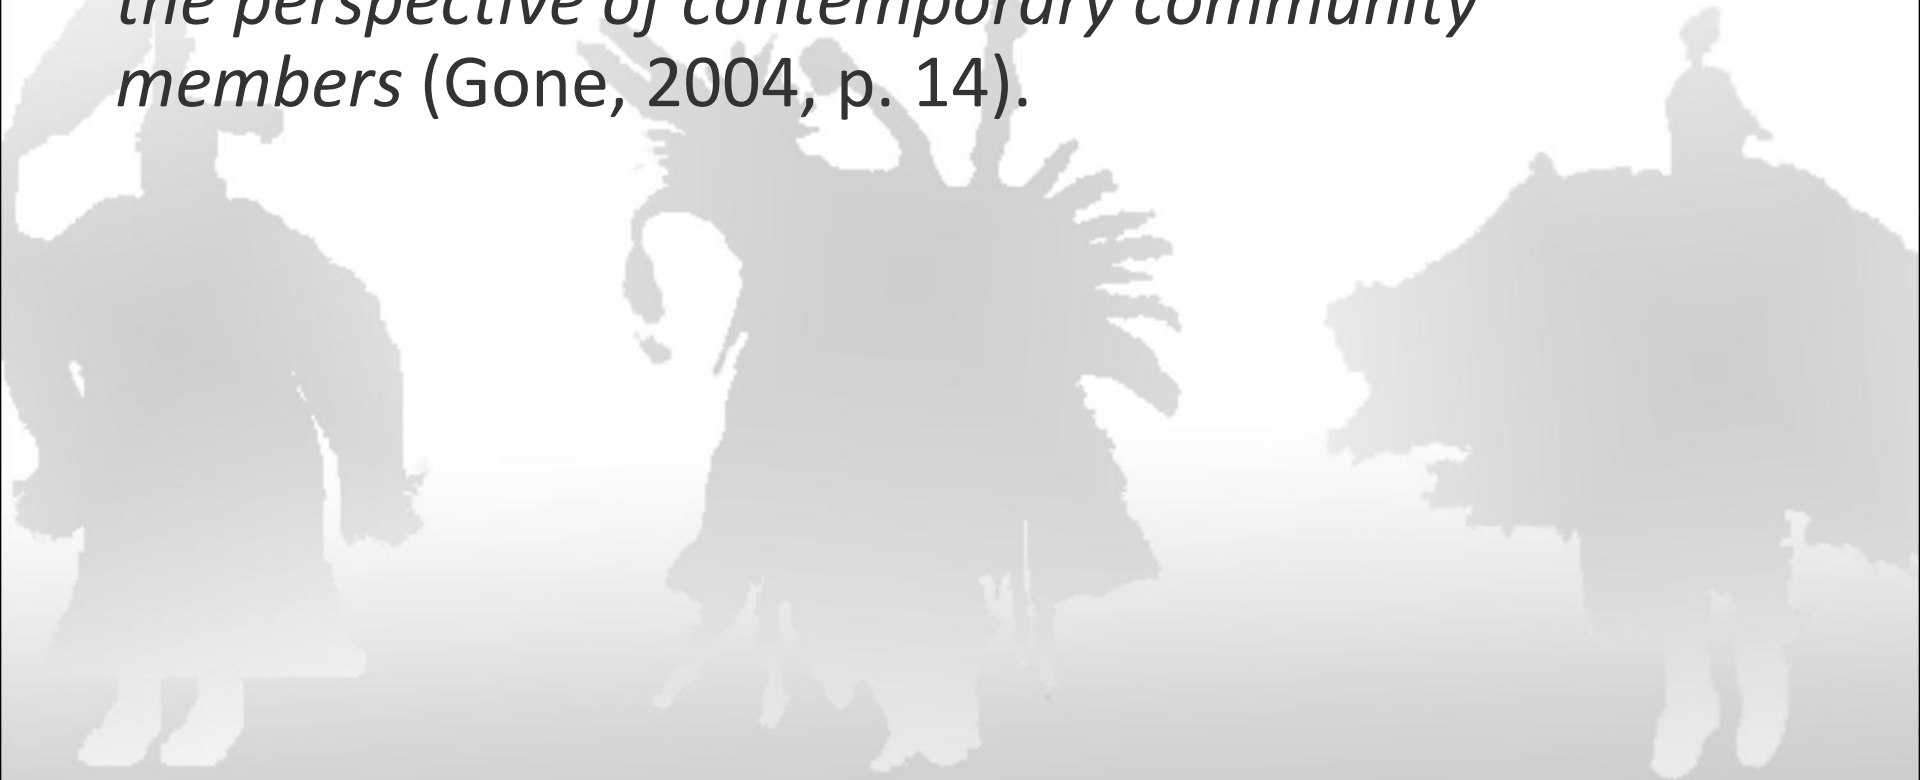 the perspective of contemporary community
members (Gone, 2004, p. 14).